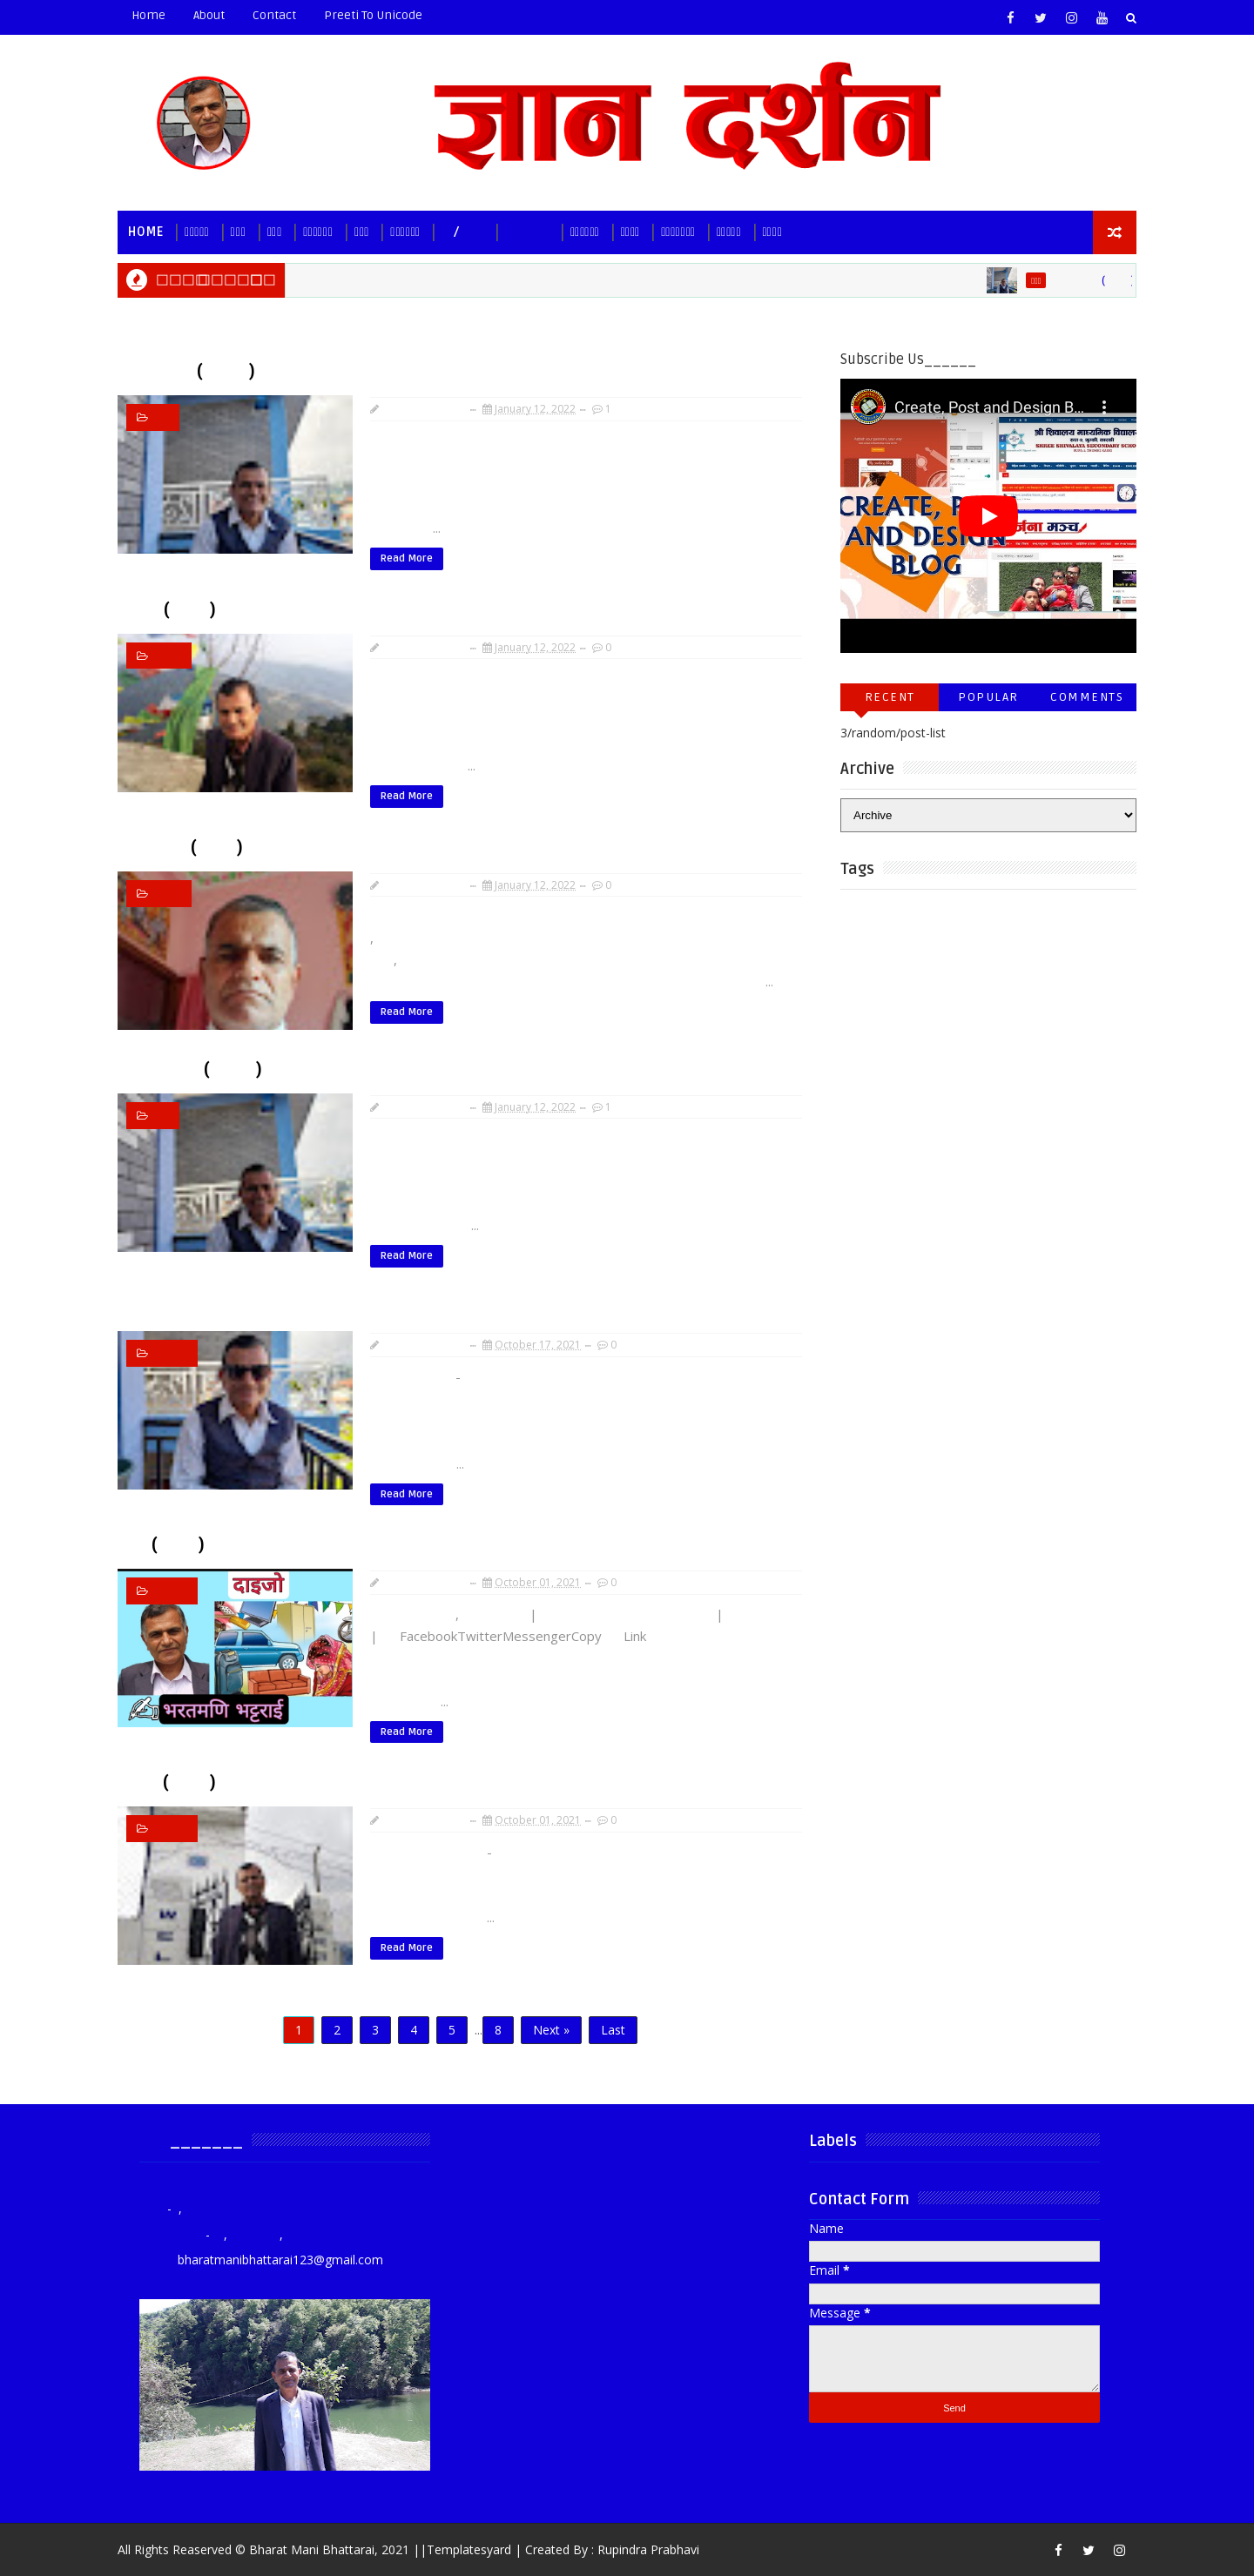 Home About Contact Preeti To Unicode
ज्ञान दर्शन
HOME
/
(
( )
January 12, 2022 – 1
...
Read More
( )
January 12, 2022 – 0
...
Read More
( )
January 12, 2022 – 0
,
,
...
Read More
( )
January 12, 2022 – 1
...
Read More
October 17, 2021 – 0
-
...
Read More
( )
दाइजो
भरतमणि भट्टराई
October 01, 2021 – 0
, | |
| FacebookTwitterMessengerCopy Link
...
Read More
( )
October 01, 2021 – 0
-
...
Read More
1 2 3 4 5 ... 8 Next » Last
Subscribe Us______
Create, Post and Design B...
CREATE, POST
AND DESIGN
BLOG
RECENT POPULAR COMMENTS
3/random/post-list
Archive
Archive
Tags
_______
- ,
- , ,
bharatmanibhattarai123@gmail.com
Labels
Contact Form
Name
Email *
Message *
Send
All Rights Reaserved © Bharat Mani Bhattarai, 2021 ||Templatesyard | Created By : Rupindra Prabhavi